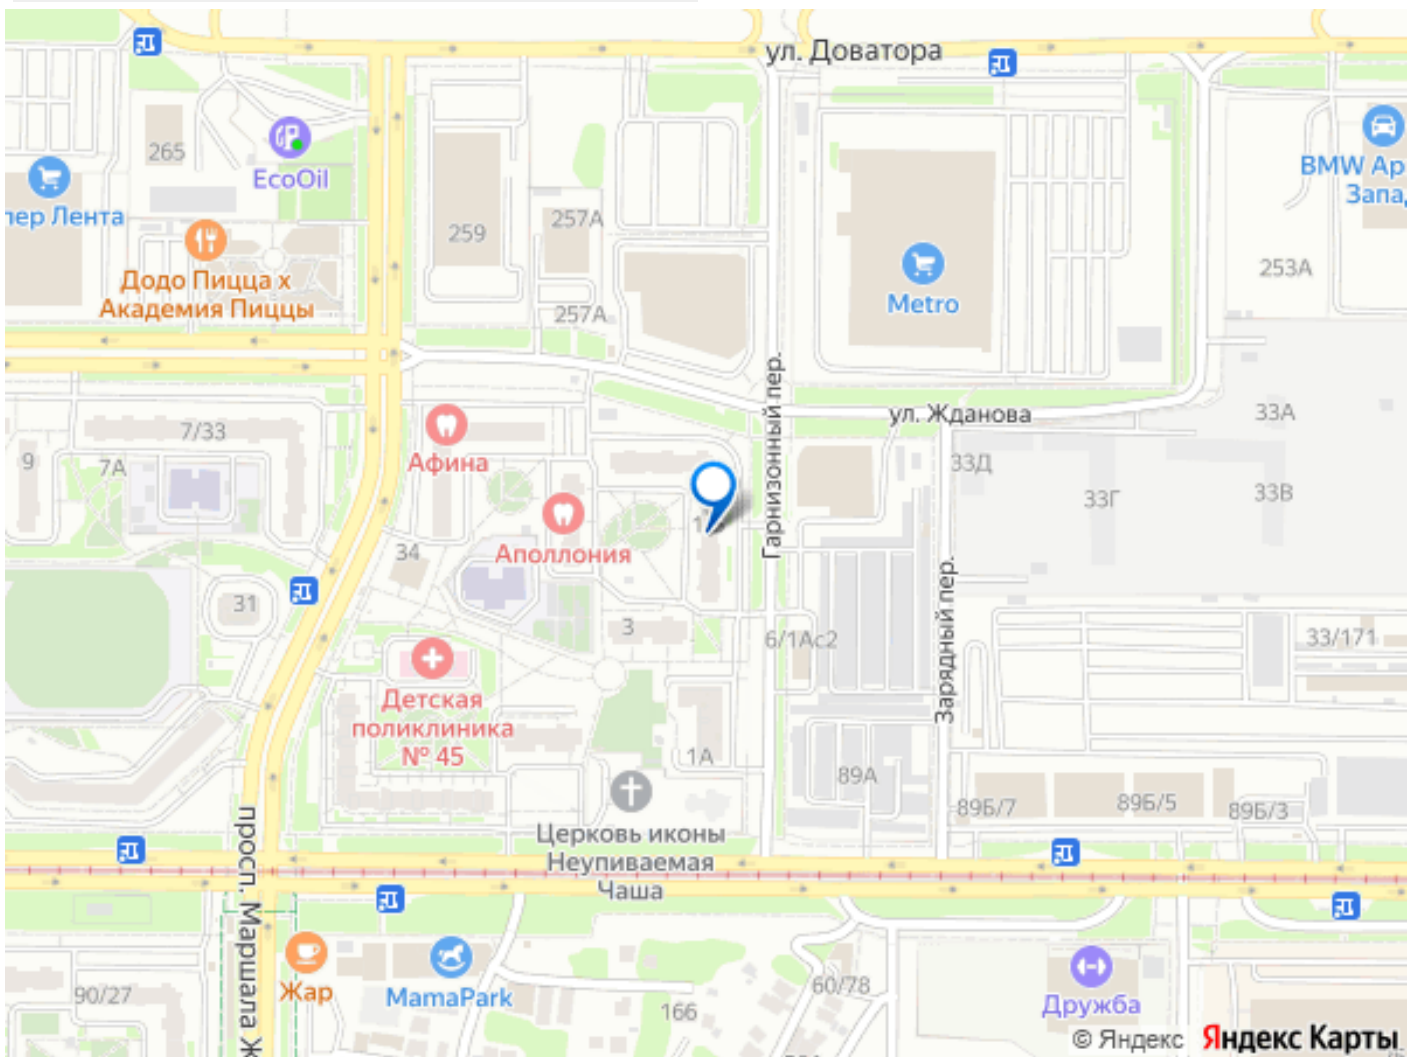 ул. Доватора
265
EcoOil
пер Лента
Додо Пицца x
Академия Пиццы
259
257А
257А
Metro
BMW Ар
Запа
253А
Гарнизонный пер.
ул. Жданова
33А
33Д
33Г
33В
7/33
9
7А
Афина
Аполлония
34
31
3
6/1Ас2
Зарядный пер.
33/171
Детская
поликлиника
№ 45
1А
89А
89Б/7
89Б/5
89Б/3
Церковь иконы
Неупиваемая
Чаша
просп. Маршала Ж
Жар
MamaPark
90/27
166
60/78
Дружба
© Яндекс Яндекс Карты